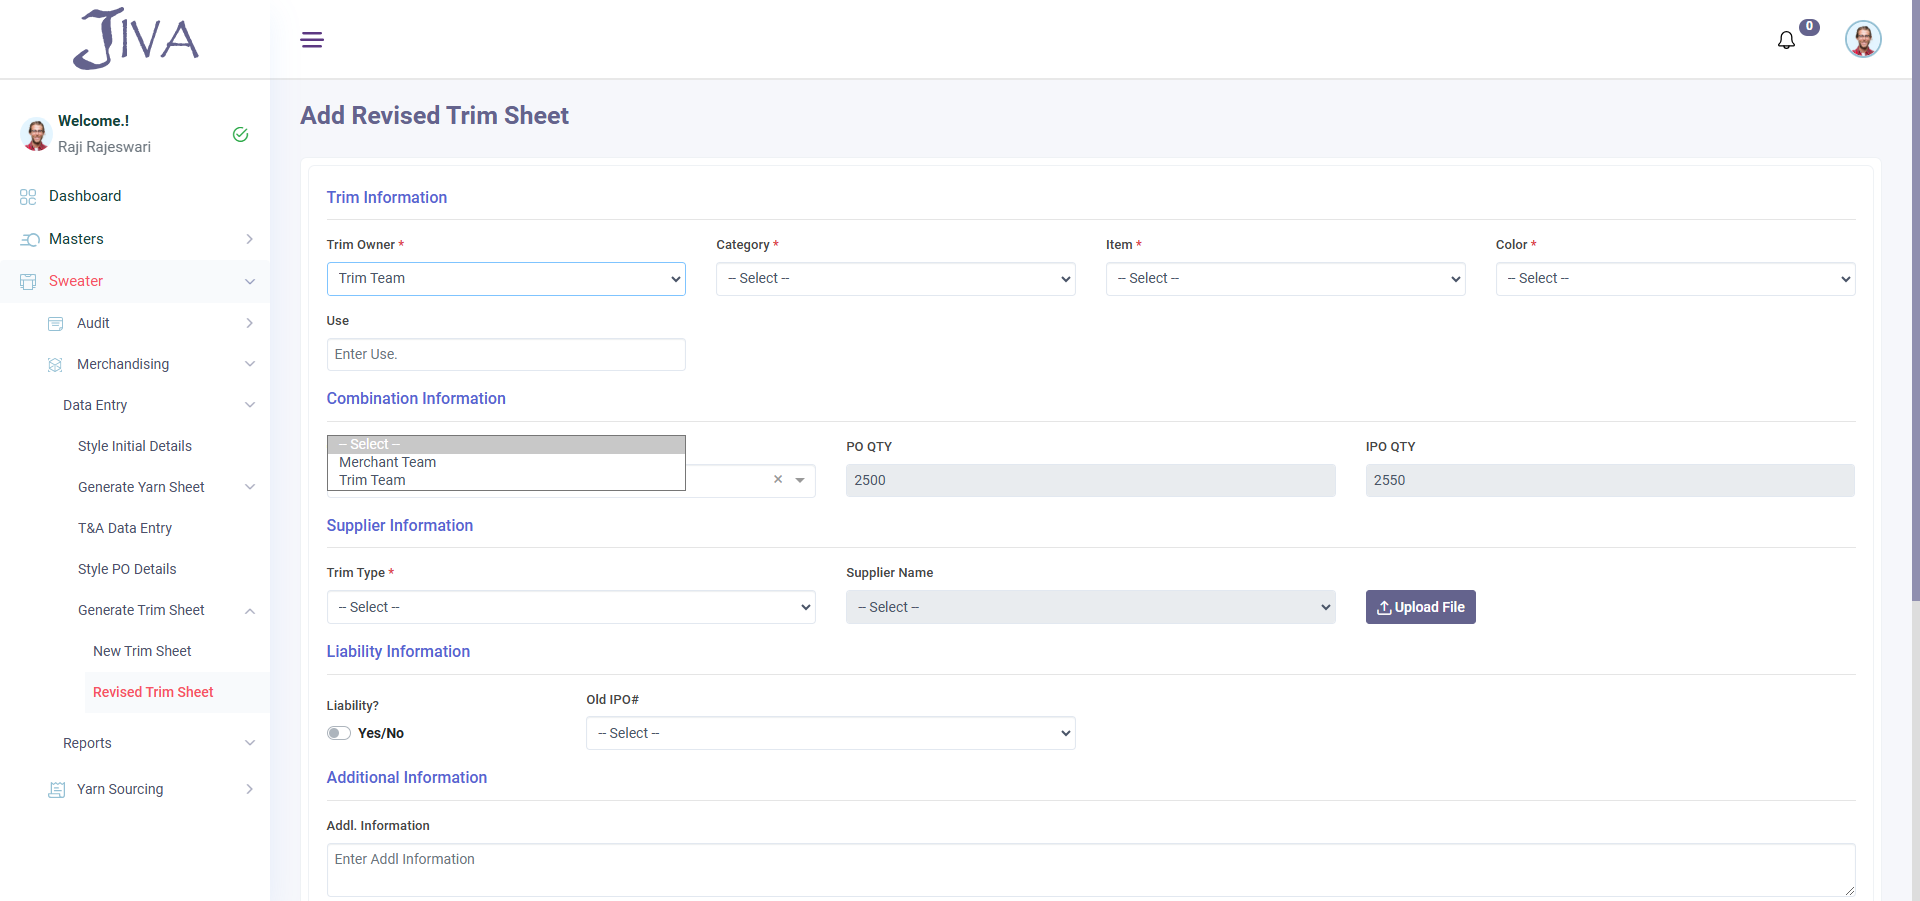 JIVA
0
Welcome.!
Raji Rajeswari
Dashboard
Masters
Sweater
Audit
Merchandising
Data Entry
Style Initial Details
Generate Yarn Sheet
T&A Data Entry
Style PO Details
Generate Trim Sheet
New Trim Sheet
Revised Trim Sheet
Reports
Yarn Sourcing
Add Revised Trim Sheet
Trim Information
Trim Owner * Category * Item * Color *
Trim Team -- Select -- -- Select -- -- Select --
Use
Enter Use.
Combination Information
-- Select --
Merchant Team
Trim Team
PO QTY IPO QTY
× 2500 2550
Supplier Information
Trim Type * Supplier Name
-- Select -- -- Select -- Upload File
Liability Information
Liability? Old IPO#
Yes/No -- Select --
Additional Information
Addl. Information
Enter Addl Information